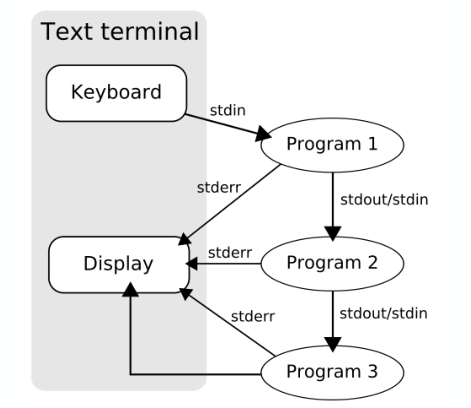 Text terminal
Keyboard
stdin
Program 1
stderr
stdout/stdin
Display
stderr
Program 2
stderr
stdout/stdin
Program 3